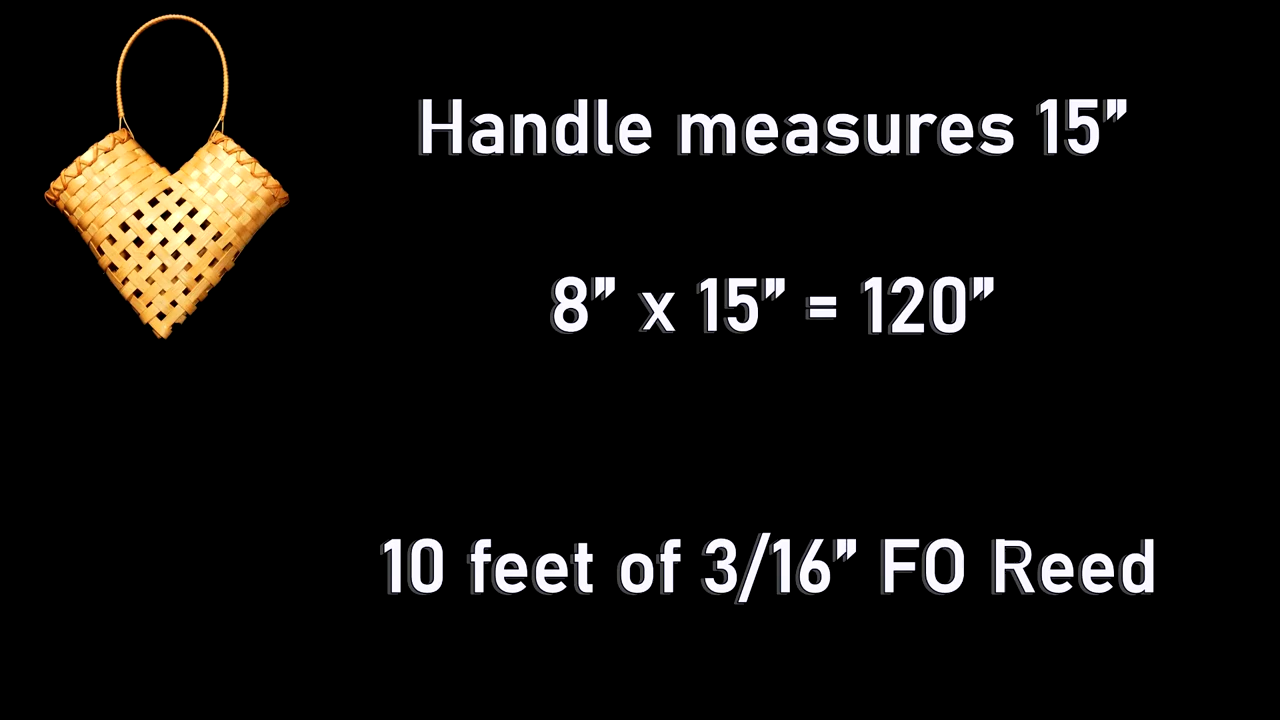 Handle measures 15”
8” x 15” = 120”
10 feet of 3/16” FO Reed